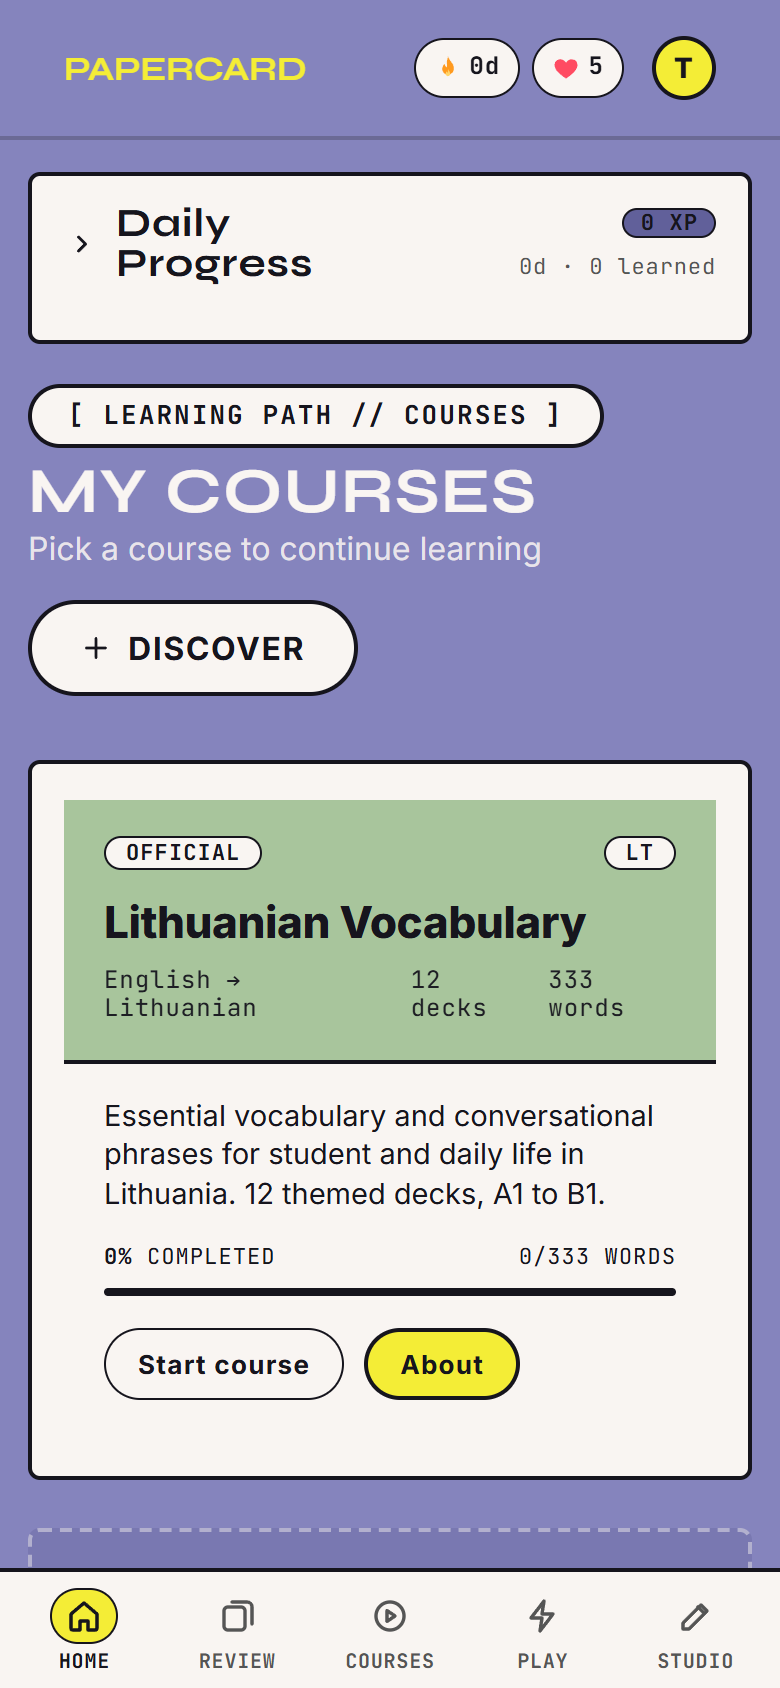 PAPERCARD
0d
5
T
Daily
Progress
0 XP
0d · 0 learned
[ LEARNING PATH // COURSES ]
MY COURSES
Pick a course to continue learning
+ DISCOVER
OFFICIAL
LT
Lithuanian Vocabulary
English →
Lithuanian
12
decks
333
words
Essential vocabulary and conversational
phrases for student and daily life in
Lithuania. 12 themed decks, A1 to B1.
0% COMPLETED
0/333 WORDS
Start course
About
HOME
REVIEW
COURSES
PLAY
STUDIO